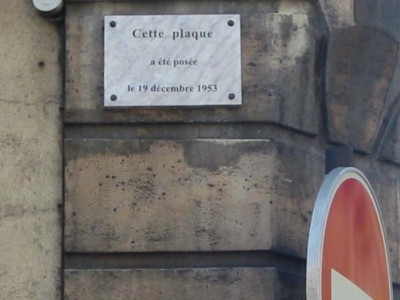 Cette plaque
a été posée
le 19 décembre 1953